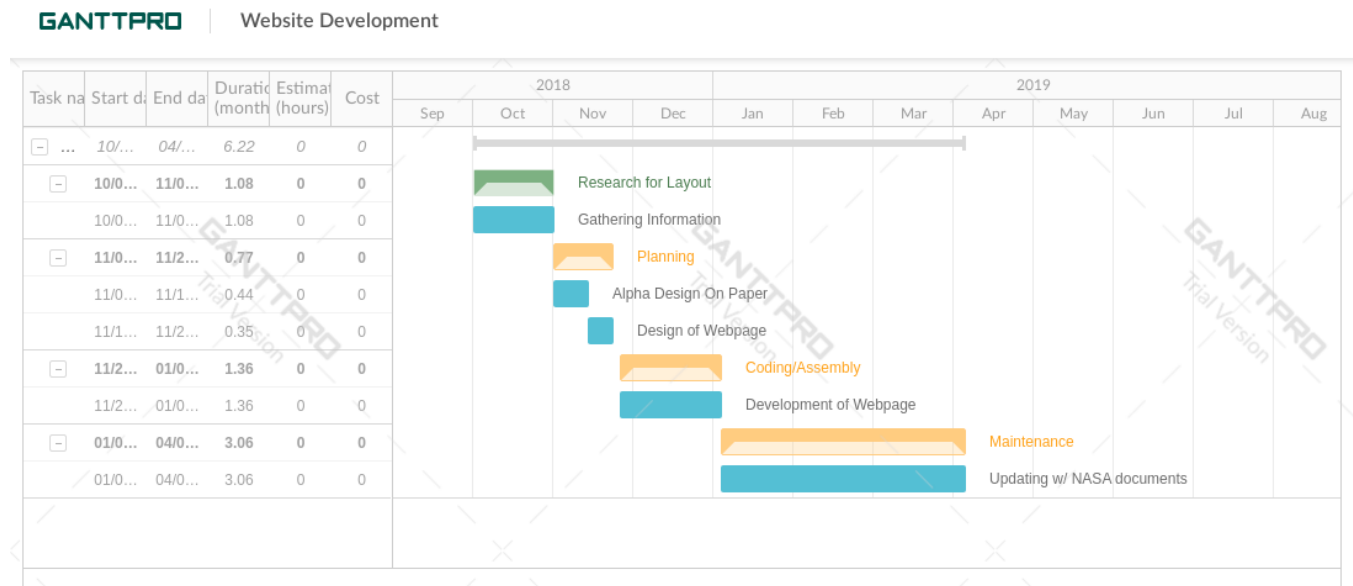 GANTTPRO Website Development
Task na Start da End da Duratio Estimat Cost 2018 2019
(month (hours) Sep Oct Nov Dec Jan Feb Mar Apr May Jun Jul Aug
... 10/... 04/... 6.22 0 0
10/0... 11/0... 1.08 0 0 Research for Layout
10/0... 11/0... 1.08 0 0 Gathering Information
11/0... 11/2... 0.77 0 0 Planning
11/0... 11/1... 0.44 0 0 Alpha Design On Paper
11/1... 11/2... 0.35 0 0 Design of Webpage
11/2... 01/0... 1.36 0 0 Coding/Assembly
11/2... 01/0... 1.36 0 0 Development of Webpage
01/0... 04/0... 3.06 0 0 Maintenance
01/0... 04/0... 3.06 0 0 Updating w/ NASA documents
GANTTPRO
Trial Version
GANTTPRO
Trial Version
GANTTPRO
Trial Version